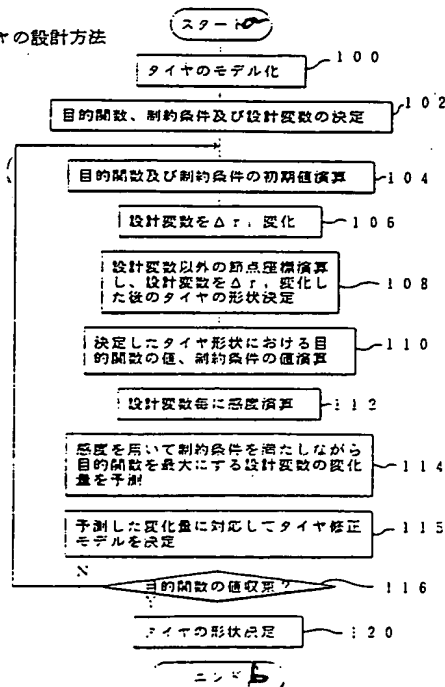 ヤの設計方法
スタート
タイヤのモデル化
100
目的関数、制約条件及び設計変数の決定
102
目的関数及び制約条件の初期値演算
104
設計変数をΔri変化
106
設計変数以外の節点座標演算
し、設計変数をΔri変化し
た後のタイヤの形状決定
108
決定したタイヤ形状における目
的関数の値、制約条件の値演算
110
設計変数毎に感度演算
112
感度を用いて制約条件を満たしながら
目的関数を最大にする設計変数の変化
量を予測
114
予測した変化量に対応してタイヤ修正
モデルを決定
115
N
目的関数の値収束?
116
Y
タイヤの形状決定
120
エンド